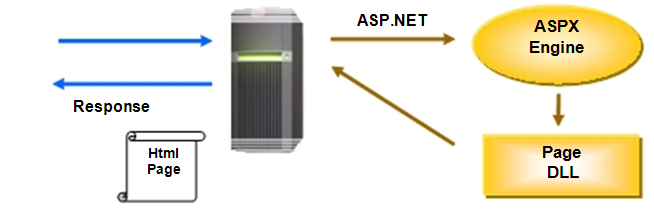 ASP.NET
ASPX
Engine
Response
Html
Page
Page
DLL